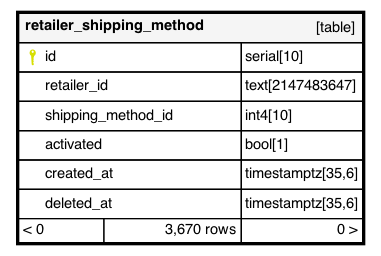 retailer_shipping_method [table]
id serial[10]
retailer_id text[2147483647]
shipping_method_id int4[10]
activated bool[1]
created_at timestamptz[35,6]
deleted_at timestamptz[35,6]
< 0 3,670 rows 0 >